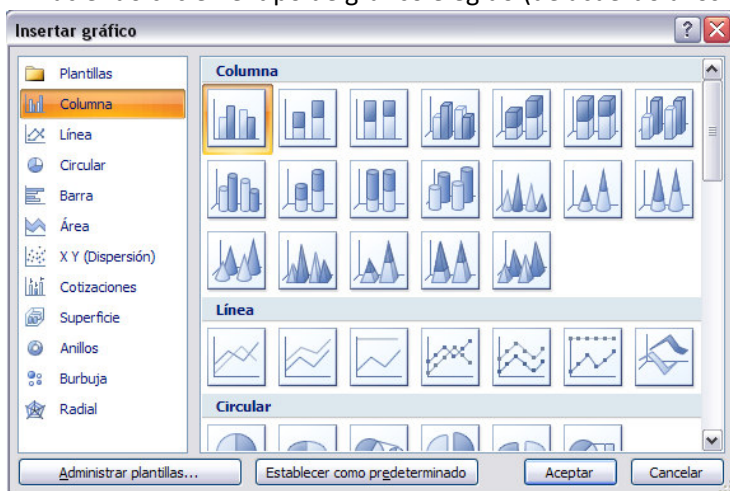 Insertar gráfico
Plantillas
Columna
Línea
Circular
Barra
Área
X Y (Dispersión)
Cotizaciones
Superficie
Anillos
Burbuja
Radial
Columna
Línea
Circular
Administrar plantillas...
Establecer como predeterminado
Aceptar
Cancelar